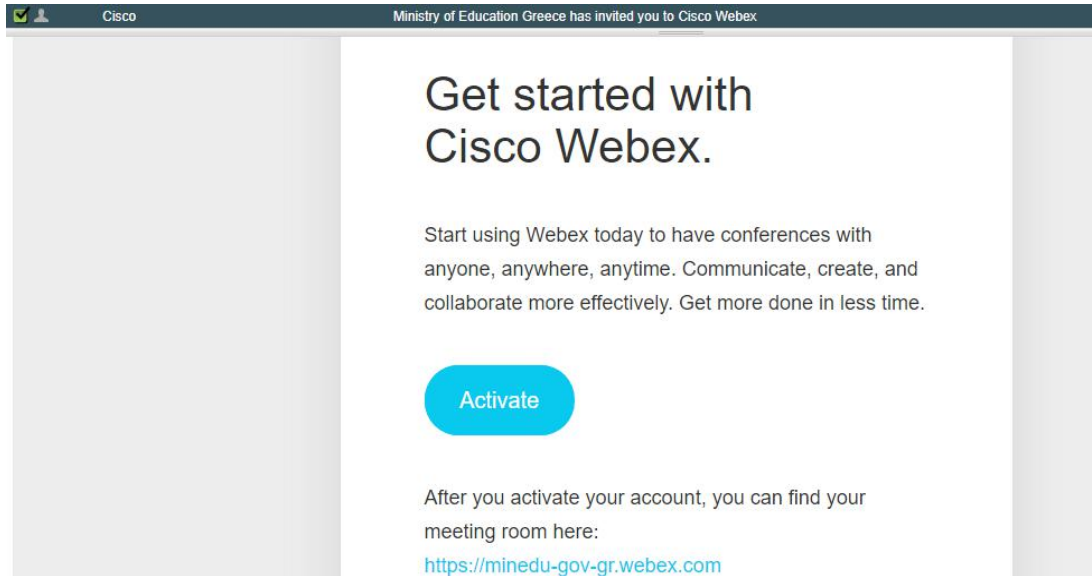 Cisco Ministry of Education Greece has invited you to Cisco Webex
Get started with
Cisco Webex.
Start using Webex today to have conferences with
anyone, anywhere, anytime. Communicate, create, and
collaborate more effectively. Get more done in less time.
Activate
After you activate your account, you can find your
meeting room here:
https://minedu-gov-gr.webex.com